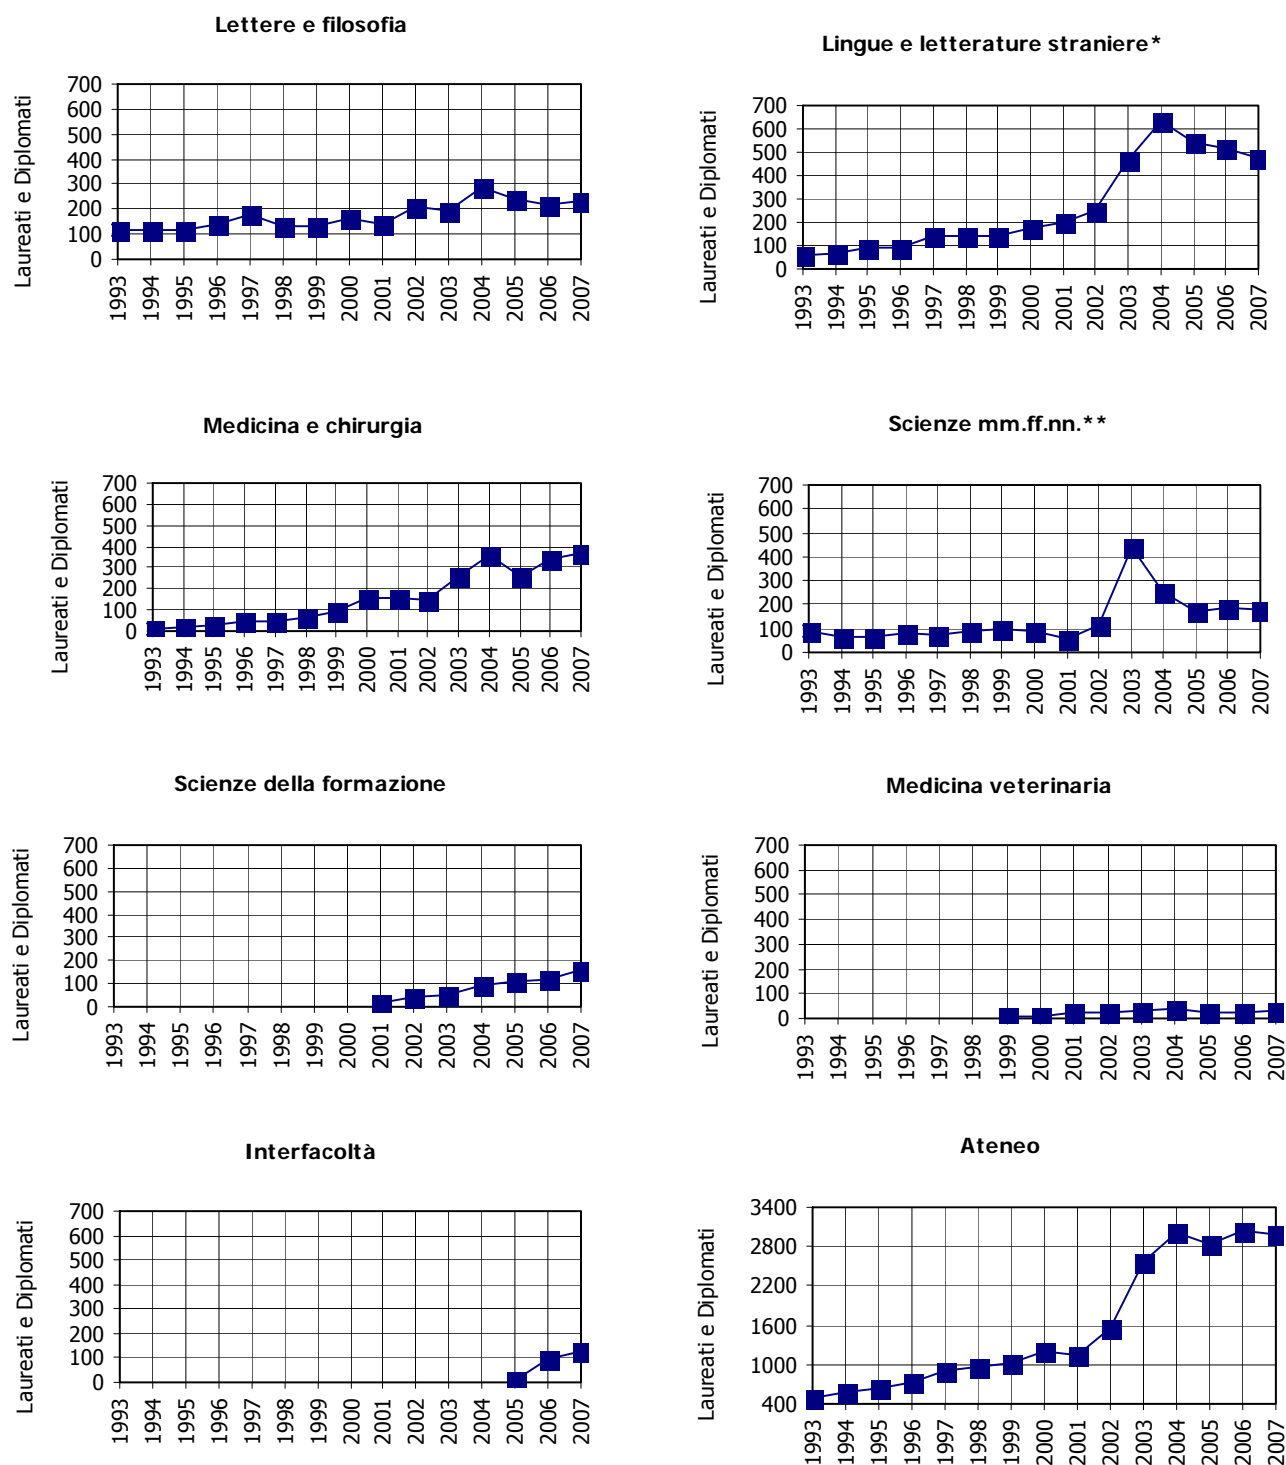 Lettere e filosofia
Laureati e Diplomati
700
600
500
400
300
200
100
0
1993 1994 1995 1996 1997 1998 1999 2000 2001 2002 2003 2004 2005 2006 2007
Lingue e letterature straniere*
Laureati e Diplomati
700
600
500
400
300
200
100
0
1993 1994 1995 1996 1997 1998 1999 2000 2001 2002 2003 2004 2005 2006 2007
Medicina e chirurgia
Laureati e Diplomati
700
600
500
400
300
200
100
0
1993 1994 1995 1996 1997 1998 1999 2000 2001 2002 2003 2004 2005 2006 2007
Scienze mm.ff.nn.**
Laureati e Diplomati
700
600
500
400
300
200
100
0
1993 1994 1995 1996 1997 1998 1999 2000 2001 2002 2003 2004 2005 2006 2007
Scienze della formazione
Laureati e Diplomati
700
600
500
400
300
200
100
0
1993 1994 1995 1996 1997 1998 1999 2000 2001 2002 2003 2004 2005 2006 2007
Medicina veterinaria
Laureati e Diplomati
700
600
500
400
300
200
100
0
1993 1994 1995 1996 1997 1998 1999 2000 2001 2002 2003 2004 2005 2006 2007
Interfacoltà
Laureati e Diplomati
700
600
500
400
300
200
100
0
1993 1994 1995 1996 1997 1998 1999 2000 2001 2002 2003 2004 2005 2006 2007
Ateneo
Laureati e Diplomati
3400
2800
2200
1600
1000
400
1993 1994 1995 1996 1997 1998 1999 2000 2001 2002 2003 2004 2005 2006 2007